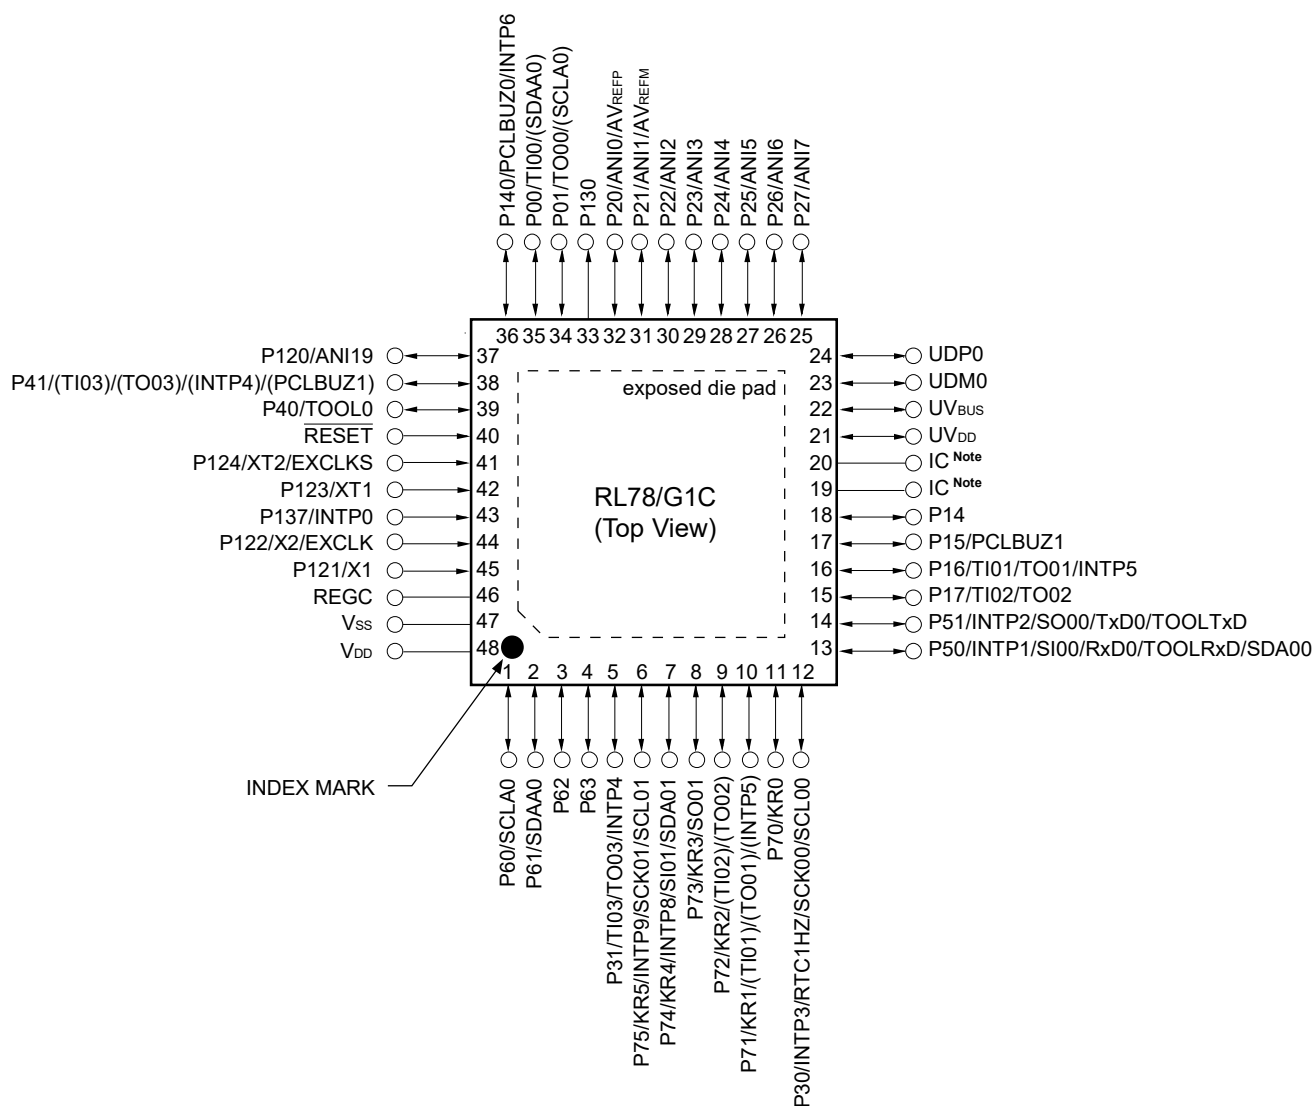 P140/PCLBUZ0/INTP6
P00/TI00/(SDAA0)
P01/TO00/(SCLA0)
P130
P20/ANI0/AVREFP
P21/ANI1/AVREFM
P22/ANI2
P23/ANI3
P24/ANI4
P25/ANI5
P26/ANI6
P27/ANI7
36 35 34 33 32 31 30 29 28 27 26 25
P120/ANI19 37
P41/(TI03)/(TO03)/(INTP4)/(PCLBUZ1) 38
P40/TOOL0 39
RESET 40
P124/XT2/EXCLKS 41
P123/XT1 42
P137/INTP0 43
P122/X2/EXCLK 44
P121/X1 45
REGC 46
VSS 47
VDD 48
exposed die pad
RL78/G1C
(Top View)
24 UDP0
23 UDM0
22 UVBUS
21 UVDD
20 IC Note
19 IC Note
18 P14
17 P15/PCLBUZ1
16 P16/TI01/TO01/INTP5
15 P17/TI02/TO02
14 P51/INTP2/SO00/TxD0/TOOLTxD
13 P50/INTP1/SI00/RxD0/TOOLRxD/SDA00
1 2 3 4 5 6 7 8 9 10 11 12
INDEX MARK
P60/SCLA0
P61/SDAA0
P62
P63
P31/TI03/TO03/INTP4
P75/KR5/INTP9/SCK01/SCL01
P74/KR4/INTP8/SI01/SDA01
P73/KR3/SO01
P72/KR2/(TI02)/(TO02)
P71/KR1/(TI01)/(TO01)/(INTP5)
P70/KR0
P30/INTP3/RTC1HZ/SCK00/SCL00